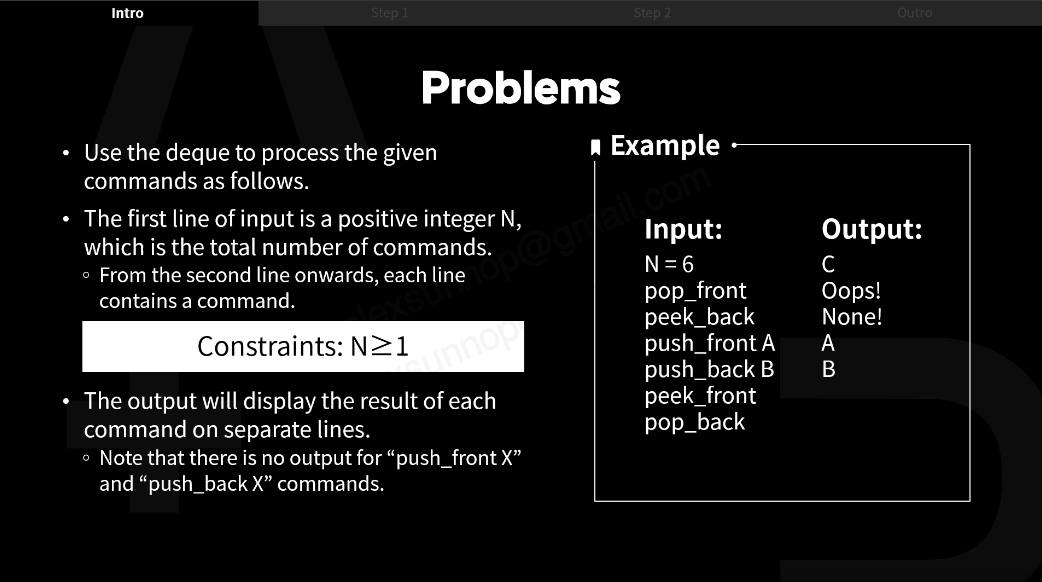 Intro Step 1 Step 2 Outro
Problems
• Use the deque to process the given
commands as follows.
• The first line of input is a positive integer N,
which is the total number of commands.
◦ From the second line onwards, each line
contains a command.
Constraints: N≥1
• The output will display the result of each
command on separate lines.
◦ Note that there is no output for “push_front X”
and “push_back X” commands.
Example
Input:
N = 6
pop_front
peek_back
push_front A
push_back B
peek_front
pop_back
Output:
C
Oops!
None!
A
B